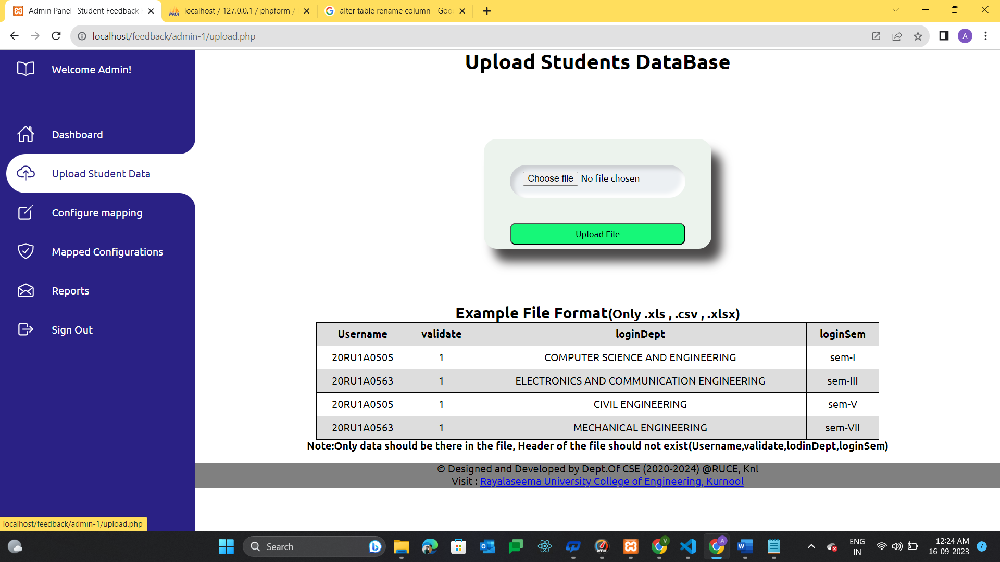 Admin Panel -Student Feedback
localhost / 127.0.0.1 / phpform /
alter table rename column - Goo
localhost/feedback/admin-1/upload.php
A
Welcome Admin!
Dashboard
Upload Student Data
Configure mapping
Mapped Configurations
Reports
Sign Out
Upload Students DataBase
Choose file No file chosen
Upload File
Example File Format(Only .xls , .csv , .xlsx)
Username validate loginDept loginSem
20RU1A0505 1 COMPUTER SCIENCE AND ENGINEERING sem-I
20RU1A0563 1 ELECTRONICS AND COMMUNICATION ENGINEERING sem-III
20RU1A0505 1 CIVIL ENGINEERING sem-V
20RU1A0563 1 MECHANICAL ENGINEERING sem-VII
Note:Only data should be there in the file, Header of the file should not exist(Username,validate,lodinDept,loginSem)
© Designed and Developed by Dept.Of CSE (2020-2024) @RUCE, Knl
Visit : Rayalaseema University College of Engineering, Kurnool
localhost/feedback/admin-1/upload.php
Search
ENG
IN
12:24 AM
16-09-2023
7